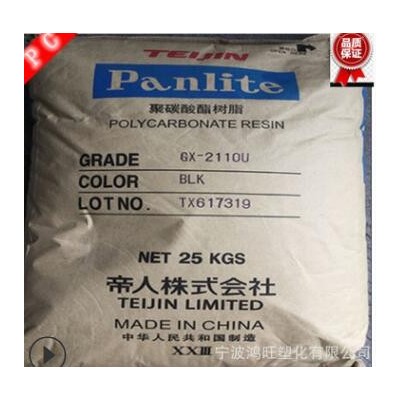 PC
品质
保证
TEIJIN
Panlite
聚碳酸酯树脂
POLYCARBONATE RESIN
GRADE GX-2110U
COLOR BLK
LOT NO. TX617319
NET 25 KGS
帝人株式会社
TEIJIN LIMITED
MADE IN CHINA
中华人民共和国制造
XXⅢ
宁波鸿旺塑化有限公司